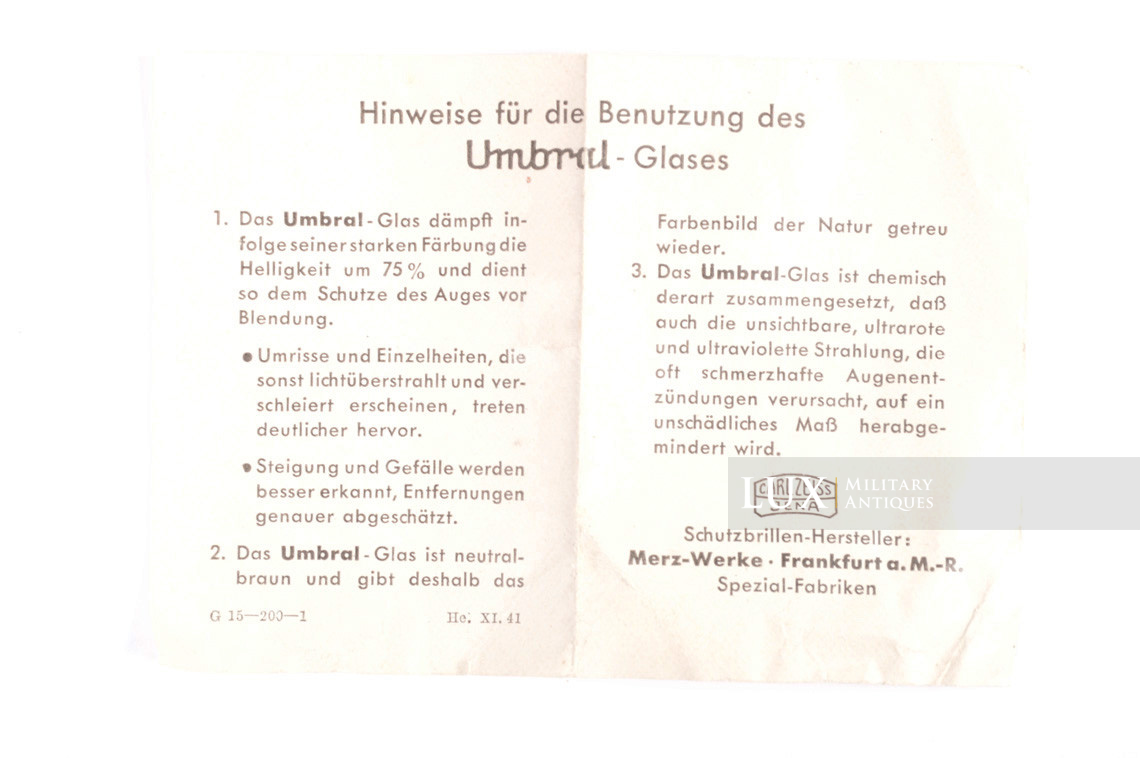 Hinweise für die Benutzung des
Umbral - Glases
1. Das Umbral - Glas dämpft in-
folge seiner starken Färbung die
Helligkeit um 75 % und dient
so dem Schutze des Auges vor
Blendung.
• Umrisse und Einzelheiten, die
sonst lichtüberstrahlt und ver-
schleiert erscheinen, treten
deutlicher hervor.
• Steigung und Gefälle werden
besser erkannt, Entfernungen
genauer abgeschätzt.
2. Das Umbral - Glas ist neutral-
braun und gibt deshalb das
G 15—200—1
He. XI. 41
Farbenbild der Natur getreu
wieder.
3. Das Umbral-Glas ist chemisch
derart zusammengesetzt, daß
auch die unsichtbare, ultrarote
und ultraviolette Strahlung, die
oft schmerzhafte Augenent-
zündungen verursacht, auf ein
unschädliches Maß herabge-
mindert wird.
CARL ZEISS
JENA
LUX MILITARY
ANTIQUES
Schutzbrillen-Hersteller:
Merz-Werke · Frankfurt a. M.-R.
Spezial-Fabriken